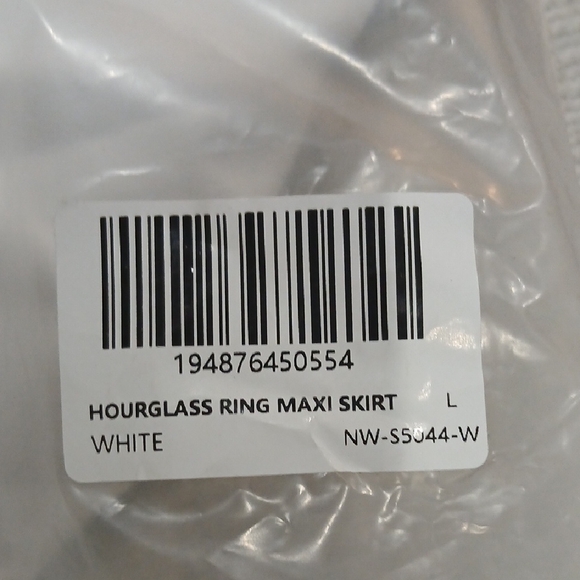 194876450554
HOURGLASS RING MAXI SKIRT L
WHITE NW-S5044-W